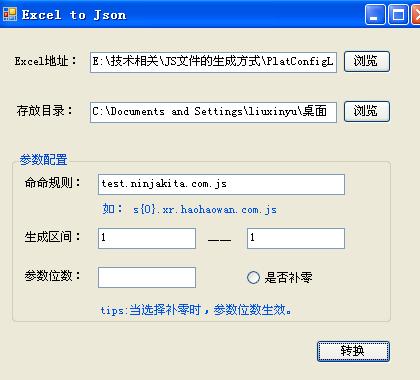 Excel to Json
Excel地址： E:\技术相关\JS文件的生成方式\PlatConfigL 浏览
存放目录： C:\Documents and Settings\liuxinyu\桌面 浏览
参数配置
命名规则： test.ninjakita.com.js
如： s{0}.xr.haohaowan.com.js
生成区间： 1 —— 1
参数位数： 是否补零
tips:当选择补零时，参数位数生效。
转换